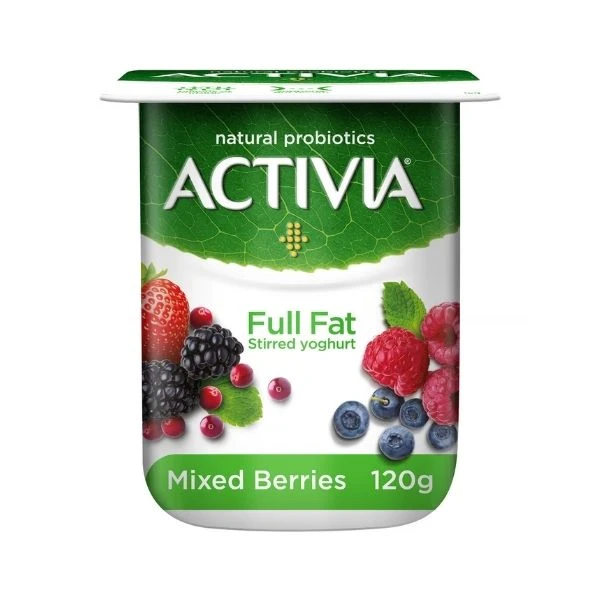 natural probiotics
ACTIVIA®
Full Fat
Stirred yoghurt
Mixed Berries 120g